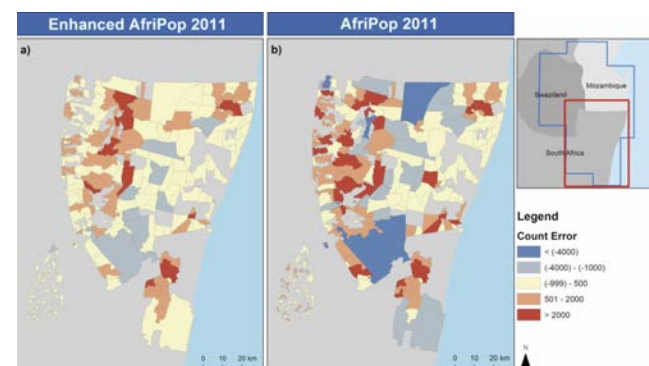 Enhanced AfriPop 2011
AfriPop 2011
a)
b)
Mozambique
Swaziland
South Africa
Legend
Count Error
< (-4000)
(-4000) - (-1000)
(-999) - 500
501 - 2000
> 2000
0 10 20 km
0 10 20 km
N